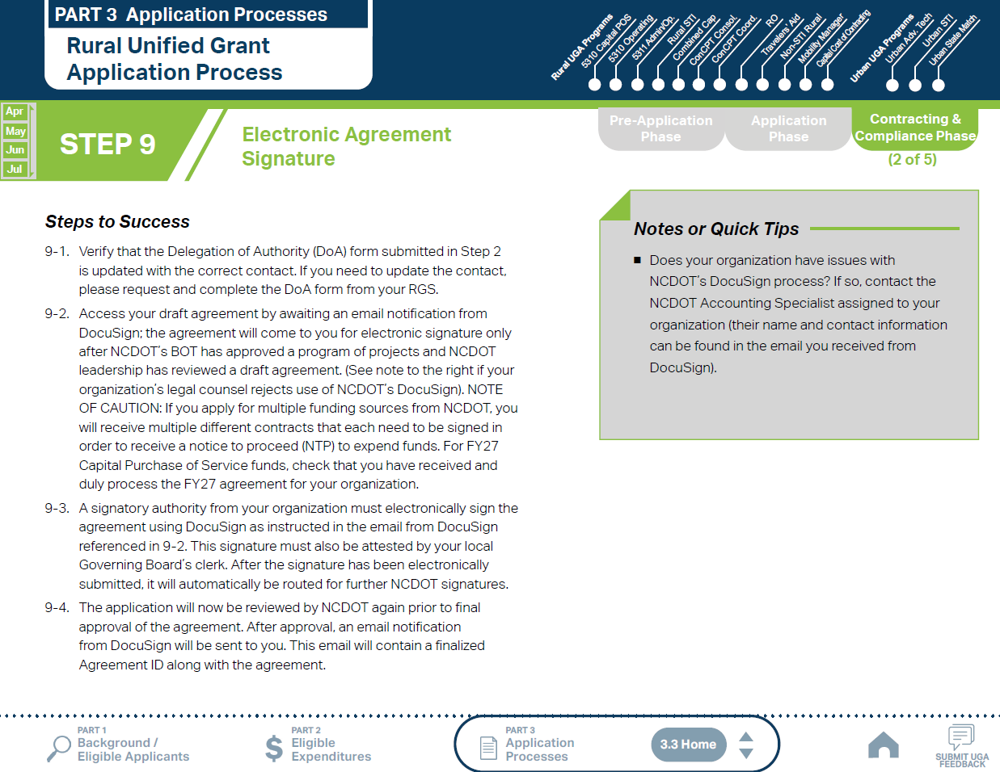 PART 3 Application Processes
Rural Unified Grant
Application Process
Rural UGA Programs
5310 Capital POS
5310 Operating
5311 Admin/Op.
Rural STI
Combined Cap
ConCPT Consol.
ConCPT Coord.
RO
Travelers' Aid
Non-STI Rural
Mobility Manager
Capital Cost of Contracting
Urban UGA Programs
Urban Adv. Tech
Urban STI
Urban State Match
Apr
May
Jun
Jul
STEP 9
Electronic Agreement
Signature
Pre-Application
Phase
Application
Phase
Contracting &
Compliance Phase
(2 of 5)
Steps to Success
9-1. Verify that the Delegation of Authority (DoA) form submitted in Step 2
is updated with the correct contact. If you need to update the contact,
please request and complete the DoA form from your RGS.
9-2. Access your draft agreement by awaiting an email notification from
DocuSign; the agreement will come to you for electronic signature only
after NCDOT's BOT has approved a program of projects and NCDOT
leadership has reviewed a draft agreement. (See note to the right if your
organization's legal counsel rejects use of NCDOT's DocuSign). NOTE
OF CAUTION: If you apply for multiple funding sources from NCDOT, you
will receive multiple different contracts that each need to be signed in
order to receive a notice to proceed (NTP) to expend funds. For FY27
Capital Purchase of Service funds, check that you have received and
duly process the FY27 agreement for your organization.
9-3. A signatory authority from your organization must electronically sign the
agreement using DocuSign as instructed in the email from DocuSign
referenced in 9-2. This signature must also be attested by your local
Governing Board's clerk. After the signature has been electronically
submitted, it will automatically be routed for further NCDOT signatures.
9-4. The application will now be reviewed by NCDOT again prior to final
approval of the agreement. After approval, an email notification
from DocuSign will be sent to you. This email will contain a finalized
Agreement ID along with the agreement.
Notes or Quick Tips
■ Does your organization have issues with
NCDOT's DocuSign process? If so, contact the
NCDOT Accounting Specialist assigned to your
organization (their name and contact information
can be found in the email you received from
DocuSign).
PART 1
Background /
Eligible Applicants
$
PART 2
Eligible
Expenditures
PART 3
Application
Processes
3.3 Home
SUBMIT UGA
FEEDBACK